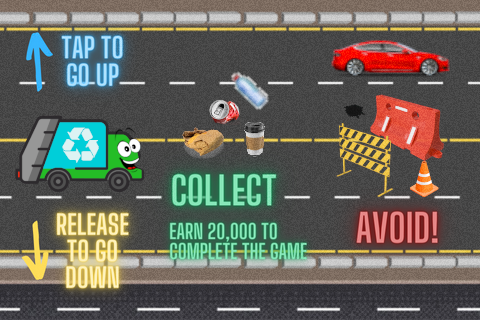 TAP TO
GO UP
COLLECT
EARN 20,000 TO
COMPLETE THE GAME
RELEASE
TO GO
DOWN
AVOID!